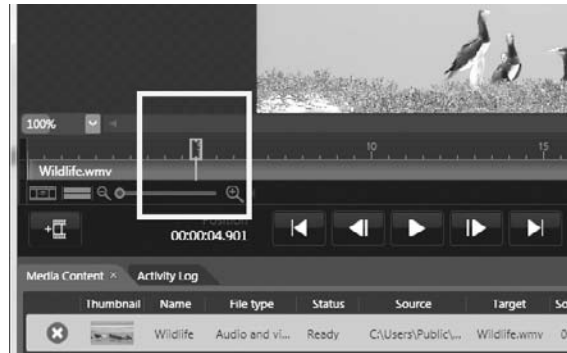 100%
10 15
Wildlife.wmv
Position
00:00:04.901
Media Content × Activity Log
Thumbnail Name File type Status Source Target
Wildlife Audio and vi... Ready C:\Users\Public\... Wildlife.wmv